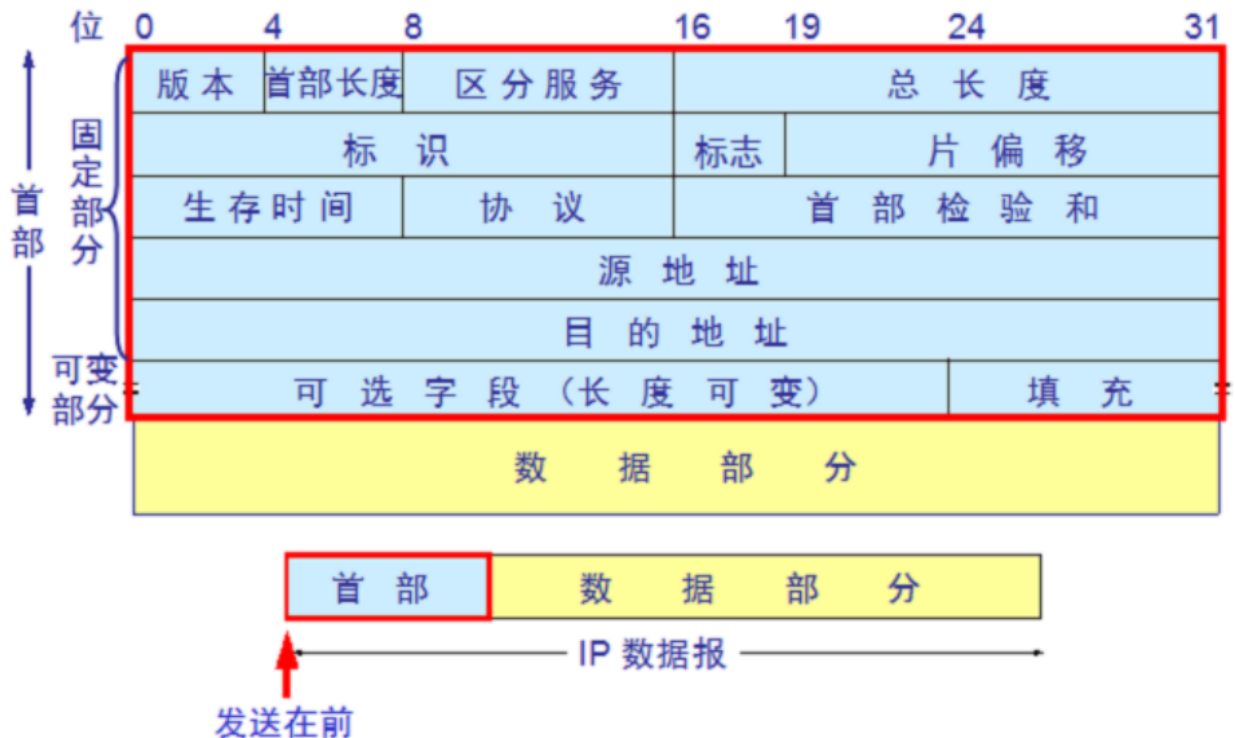 位 0 4 8 16 19 24 31
版本 首部长度 区分服务 总长度
标识 标志 片偏移
生存时间 协议 首部检验和
源地址
目的地址
可选字段（长度可变） 填充
首部
固定部分
可变
部分
数据部分
首部 数据部分
IP 数据报
发送在前